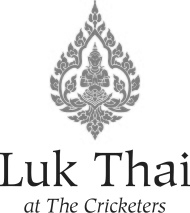 Luk Thai
at The Cricketers